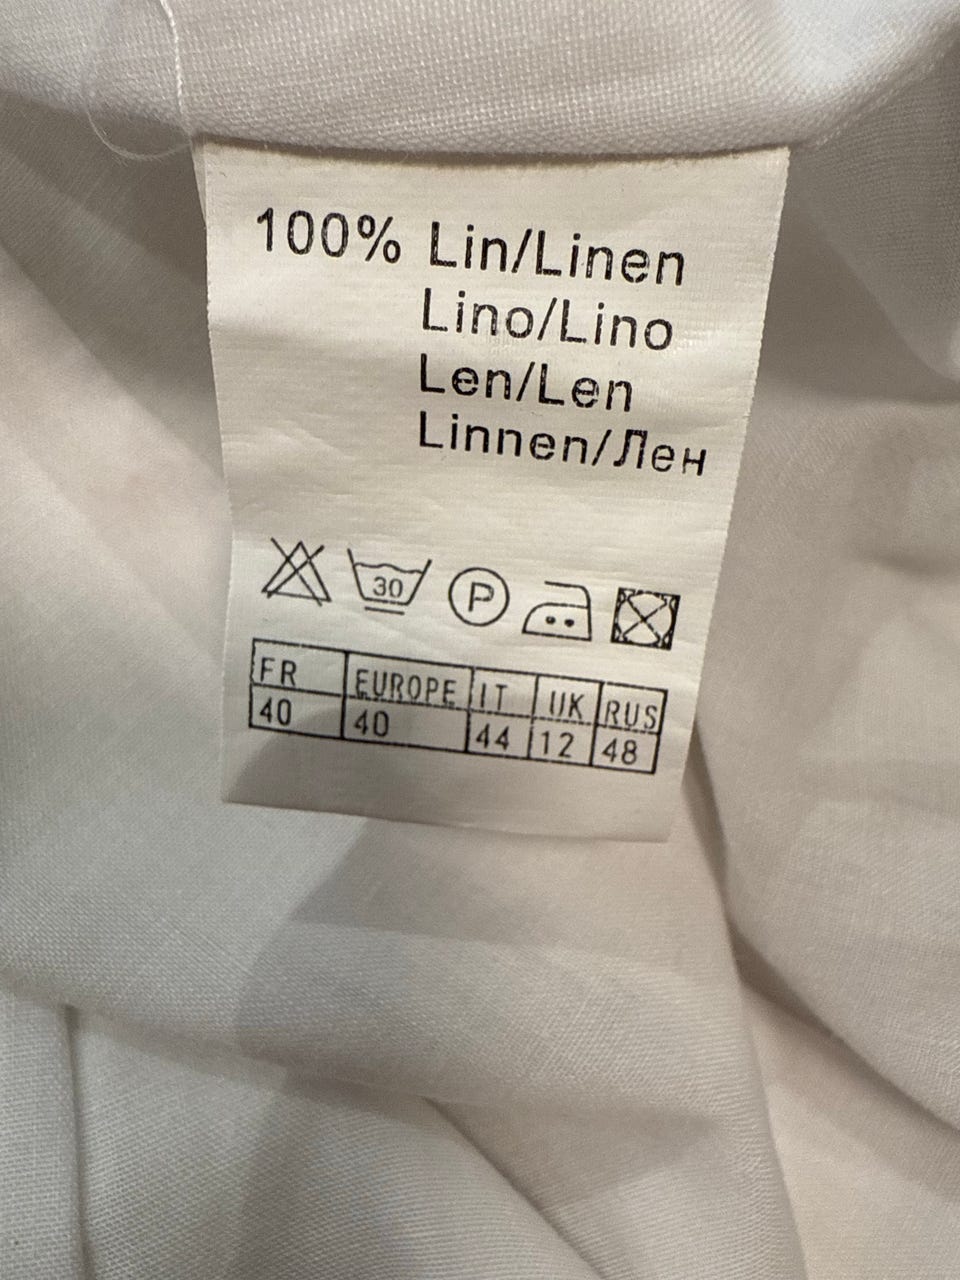 100% Lin/Linen
Lino/Lino
Len/Len
Linnen/Лен
30 P
FR EUROPE IT UK RUS
40 40 44 12 48